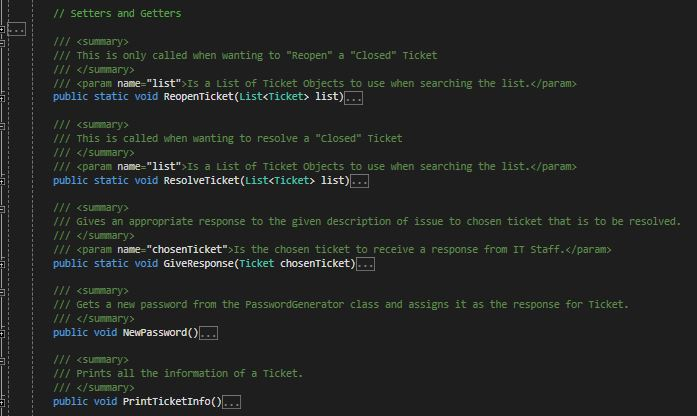 // Setters and Getters
...
/// <summary>
/// This is only called when wanting to "Reopen" a "Closed" Ticket
/// </summary>
/// <param name="list">Is a List of Ticket Objects to use when searching the list.</param>
public static void ReopenTicket(List<Ticket> list)...
/// <summary>
/// This is called when wanting to resolve a "Closed" Ticket
/// </summary>
/// <param name="list">Is a List of Ticket Objects to use when searching the list.</param>
public static void ResolveTicket(List<Ticket> list)...
/// <summary>
/// Gives an appropriate response to the given description of issue to chosen ticket that is to be resolved.
/// </summary>
/// <param name="chosenTicket">Is the chosen ticket to receive a response from IT Staff.</param>
public static void GiveResponse(Ticket chosenTicket)...
/// <summary>
/// Gets a new password from the PasswordGenerator class and assigns it as the response for Ticket.
/// </summary>
public void NewPassword()...
/// <summary>
/// Prints all the information of a Ticket.
/// </summary>
public void PrintTicketInfo()...